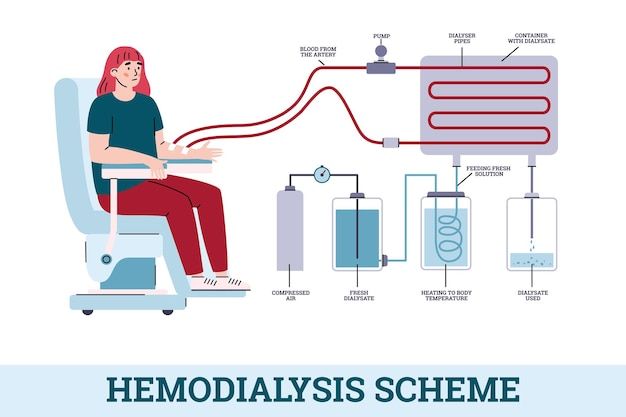 PUMP
BLOOD FROM
THE ARTERY
DIALYSER
PIPES
CONTAINER
WITH DIALYSATE
FEEDING FRESH
SOLUTION
COMPRESSED
AIR
FRESH
DIALYSATE
HEATING TO BODY
TEMPERATURE
DIALYSATE
USED
HEMODIALYSIS SCHEME